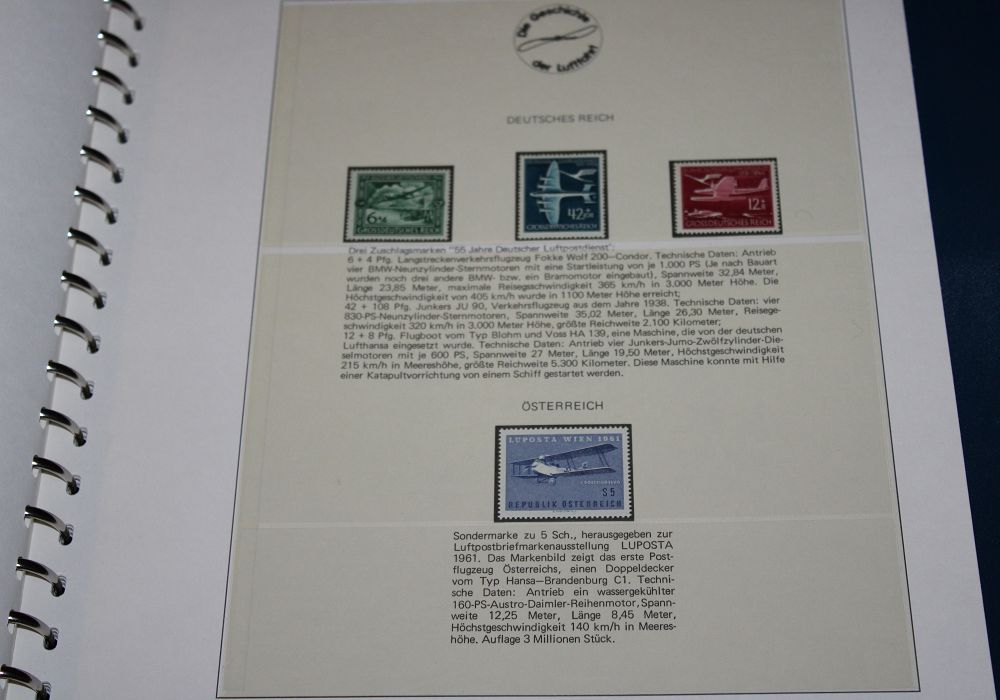 Die Geschichte
der Luftfahrt
DEUTSCHES REICH
6+4
GROSSDEUTSCHES REICH
42+108
GROSSDEUTSCHES REICH
12+8
GROSSDEUTSCHES REICH
Drei Zuschlagsmarken "55 Jahre Deutscher Luftpostdienst":
6 + 4 Pfg. Langstreckenverkehrsflugzeug Fokke Wolf 200—Condor. Technische Daten: Antrieb
vier BMW-Neunzylinder-Sternmotoren mit eine Startleistung von je 1.000 PS (Je nach Bauart
wurden noch drei andere BMW- bzw. ein Bramomotor eingebaut), Spannweite 32,84 Meter,
Länge 23,85 Meter, maximale Reisegsschwindigkeit 365 km/h in 3.000 Meter Höhe. Die
Höchstgeschwindigkeit von 405 km/h wurde in 1100 Meter Höhe erreicht;
42 + 108 Pfg. Junkers JU 90, Verkehrsflugzeug aus dem Jahre 1938. Technische Daten: vier
830-PS-Neunzylinder-Sternmotoren, Spannweite 35,02 Meter, Länge 26,30 Meter, Reisege-
schwindigkeit 320 km/h in 3.000 Meter Höhe, größte Reichweite 2.100 Kilometer;
12 + 8 Pfg. Flugboot vom Typ Blohm und Voss HA 139, eine Maschine, die von der deutschen
Lufthansa eingesetzt wurde. Technische Daten: Antrieb vier Junkers-Jumo-Zwölfzylinder-Die-
selmotoren mit je 600 PS, Spannweite 27 Meter, Länge 19,50 Meter, Höchstgeschwindigkeit
215 km/h in Meereshöhe, größte Reichweite 5.300 Kilometer. Diese Maschine konnte mit Hilfe
einer Katapultvorrichtung von einem Schiff gestartet werden.
ÖSTERREICH
LUPOSTA WIEN 1961
S 5
REPUBLIK ÖSTERREICH
Sondermarke zu 5 Sch., herausgegeben zur
Luftpostbriefmarkenausstellung LUPOSTA
1961. Das Markenbild zeigt das erste Post-
flugzeug Österreichs, einen Doppeldecker
vom Typ Hansa—Brandenburg C1. Techni-
sche Daten: Antrieb ein wassergekühlter
160-PS-Austro-Daimler-Reihenmotor, Spann-
weite 12,25 Meter, Länge 8,45 Meter,
Höchstgeschwindigkeit 140 km/h in Meeres-
höhe. Auflage 3 Millionen Stück.